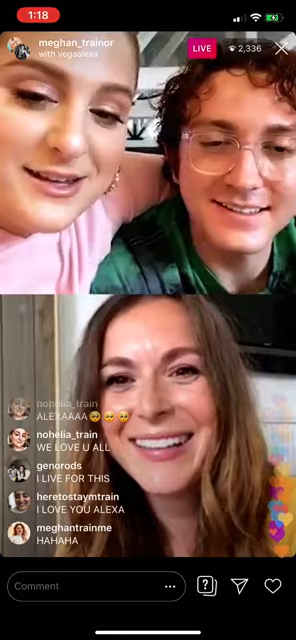 1:18
meghan_trainor
with vegaalexa
LIVE
2,336
nohelia_train
ALEXAAAA🥺🥺🥺
nohelia_train
WE LOVE U ALL
genorods
I LIVE FOR THIS
heretostaymtrain
I LOVE YOU ALEXA
meghantrainme
HAHAHA
Comment